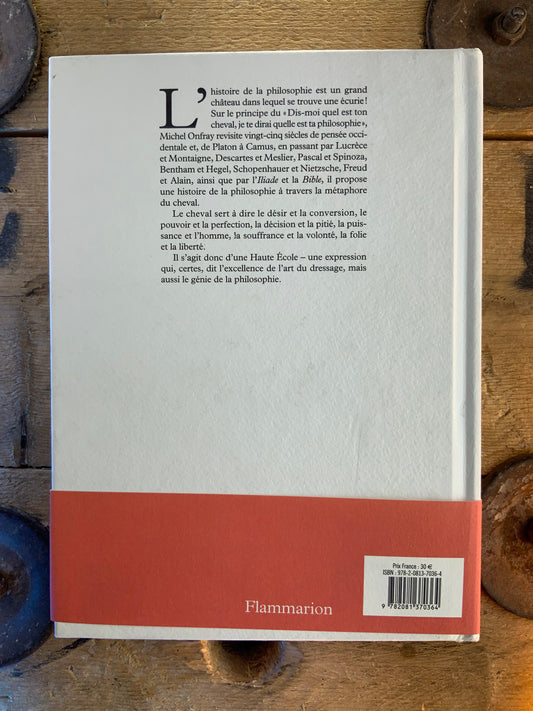 L'histoire de la philosophie est un grand
château dans lequel se trouve une écurie !
Sur le principe du « Dis-moi quel est ton
cheval, je te dirai quelle est ta philosophie »,
Michel Onfray revisite vingt-cinq siècles de pensée occi-
dentale et, de Platon à Camus, en passant par Lucrèce
et Montaigne, Descartes et Meslier, Pascal et Spinoza,
Bentham et Hegel, Schopenhauer et Nietzsche, Freud
et Alain, ainsi que par l'Iliade et la Bible, il propose
une histoire de la philosophie à travers la métaphore
du cheval.
Le cheval sert à dire le désir et la conversion, le
pouvoir et la perfection, la décision et la pitié, la puis-
sance et l'homme, la souffrance et la volonté, la folie
et la liberté.
Il s'agit donc d'une Haute École – une expression
qui, certes, dit l'excellence de l'art du dressage, mais
aussi le génie de la philosophie.
Prix France : 30 €
ISBN : 978-2-0813-7036-4
9 782081 370364
Flammarion